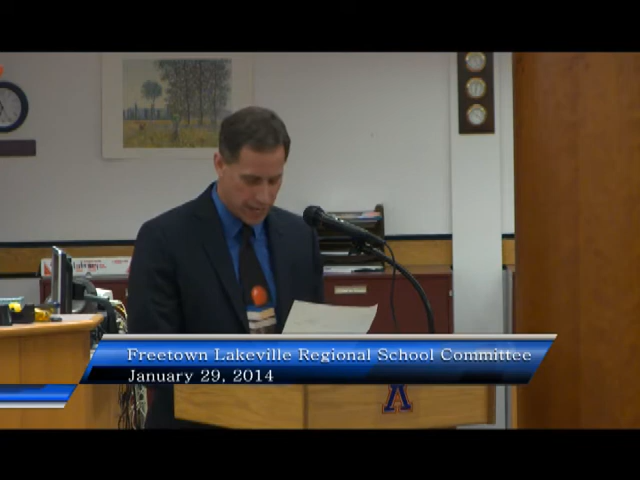 Freetown Lakeville Regional School Committee
January 29, 2014
A